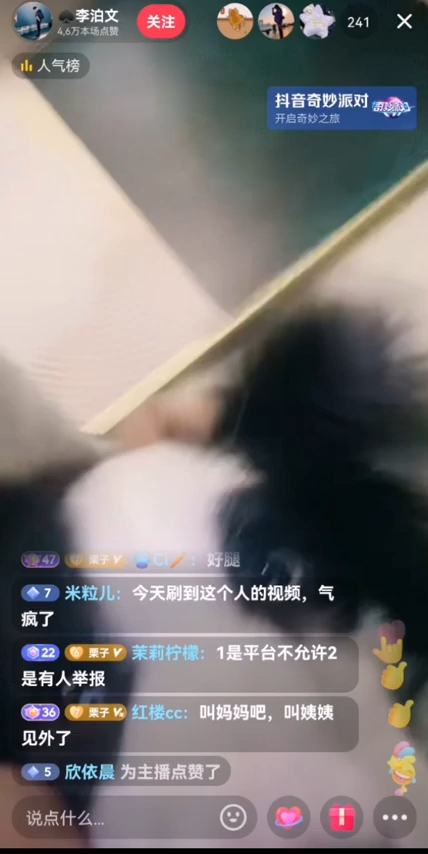 ♠李泊文
4.6万本场点赞
关注
241
人气榜
抖音奇妙派对
开启奇妙之旅
47 栗子V Ci : 好腿
7 米粒儿：今天刷到这个人的视频，气
疯了
22 栗子V 茉莉柠檬：1是平台不允许2
是有人举报
36 栗子V 红楼cc：叫妈妈吧，叫姨姨
见外了
5 欣依晨 为主播点赞了
说点什么...